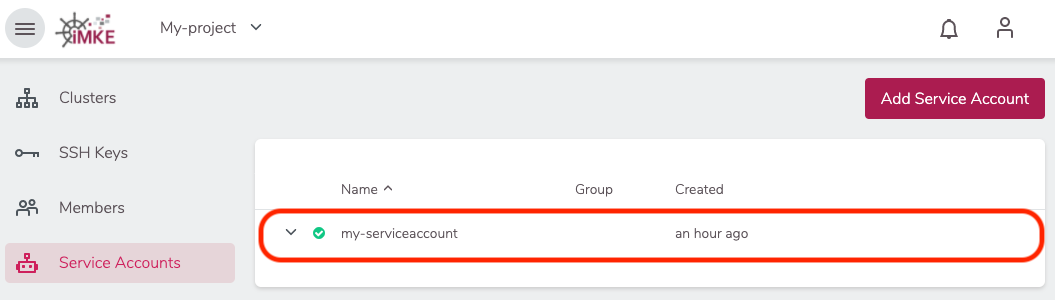 iMKE
My-project
Clusters
SSH Keys
Members
Service Accounts
Add Service Account
Name Group Created
my-serviceaccount an hour ago